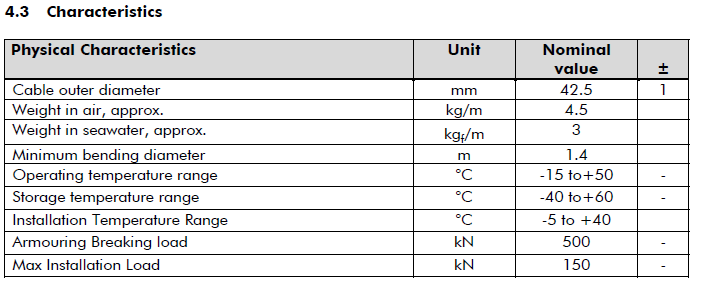 4.3 Characteristics
Physical Characteristics Unit Nominal value ±
Cable outer diameter mm 42.5 1
Weight in air, approx. kg/m 4.5
Weight in seawater, approx. kgf/m 3
Minimum bending diameter m 1.4
Operating temperature range °C -15 to+50 -
Storage temperature range °C -40 to+60 -
Installation Temperature Range °C -5 to +40
Armouring Breaking load kN 500 -
Max Installation Load kN 150 -